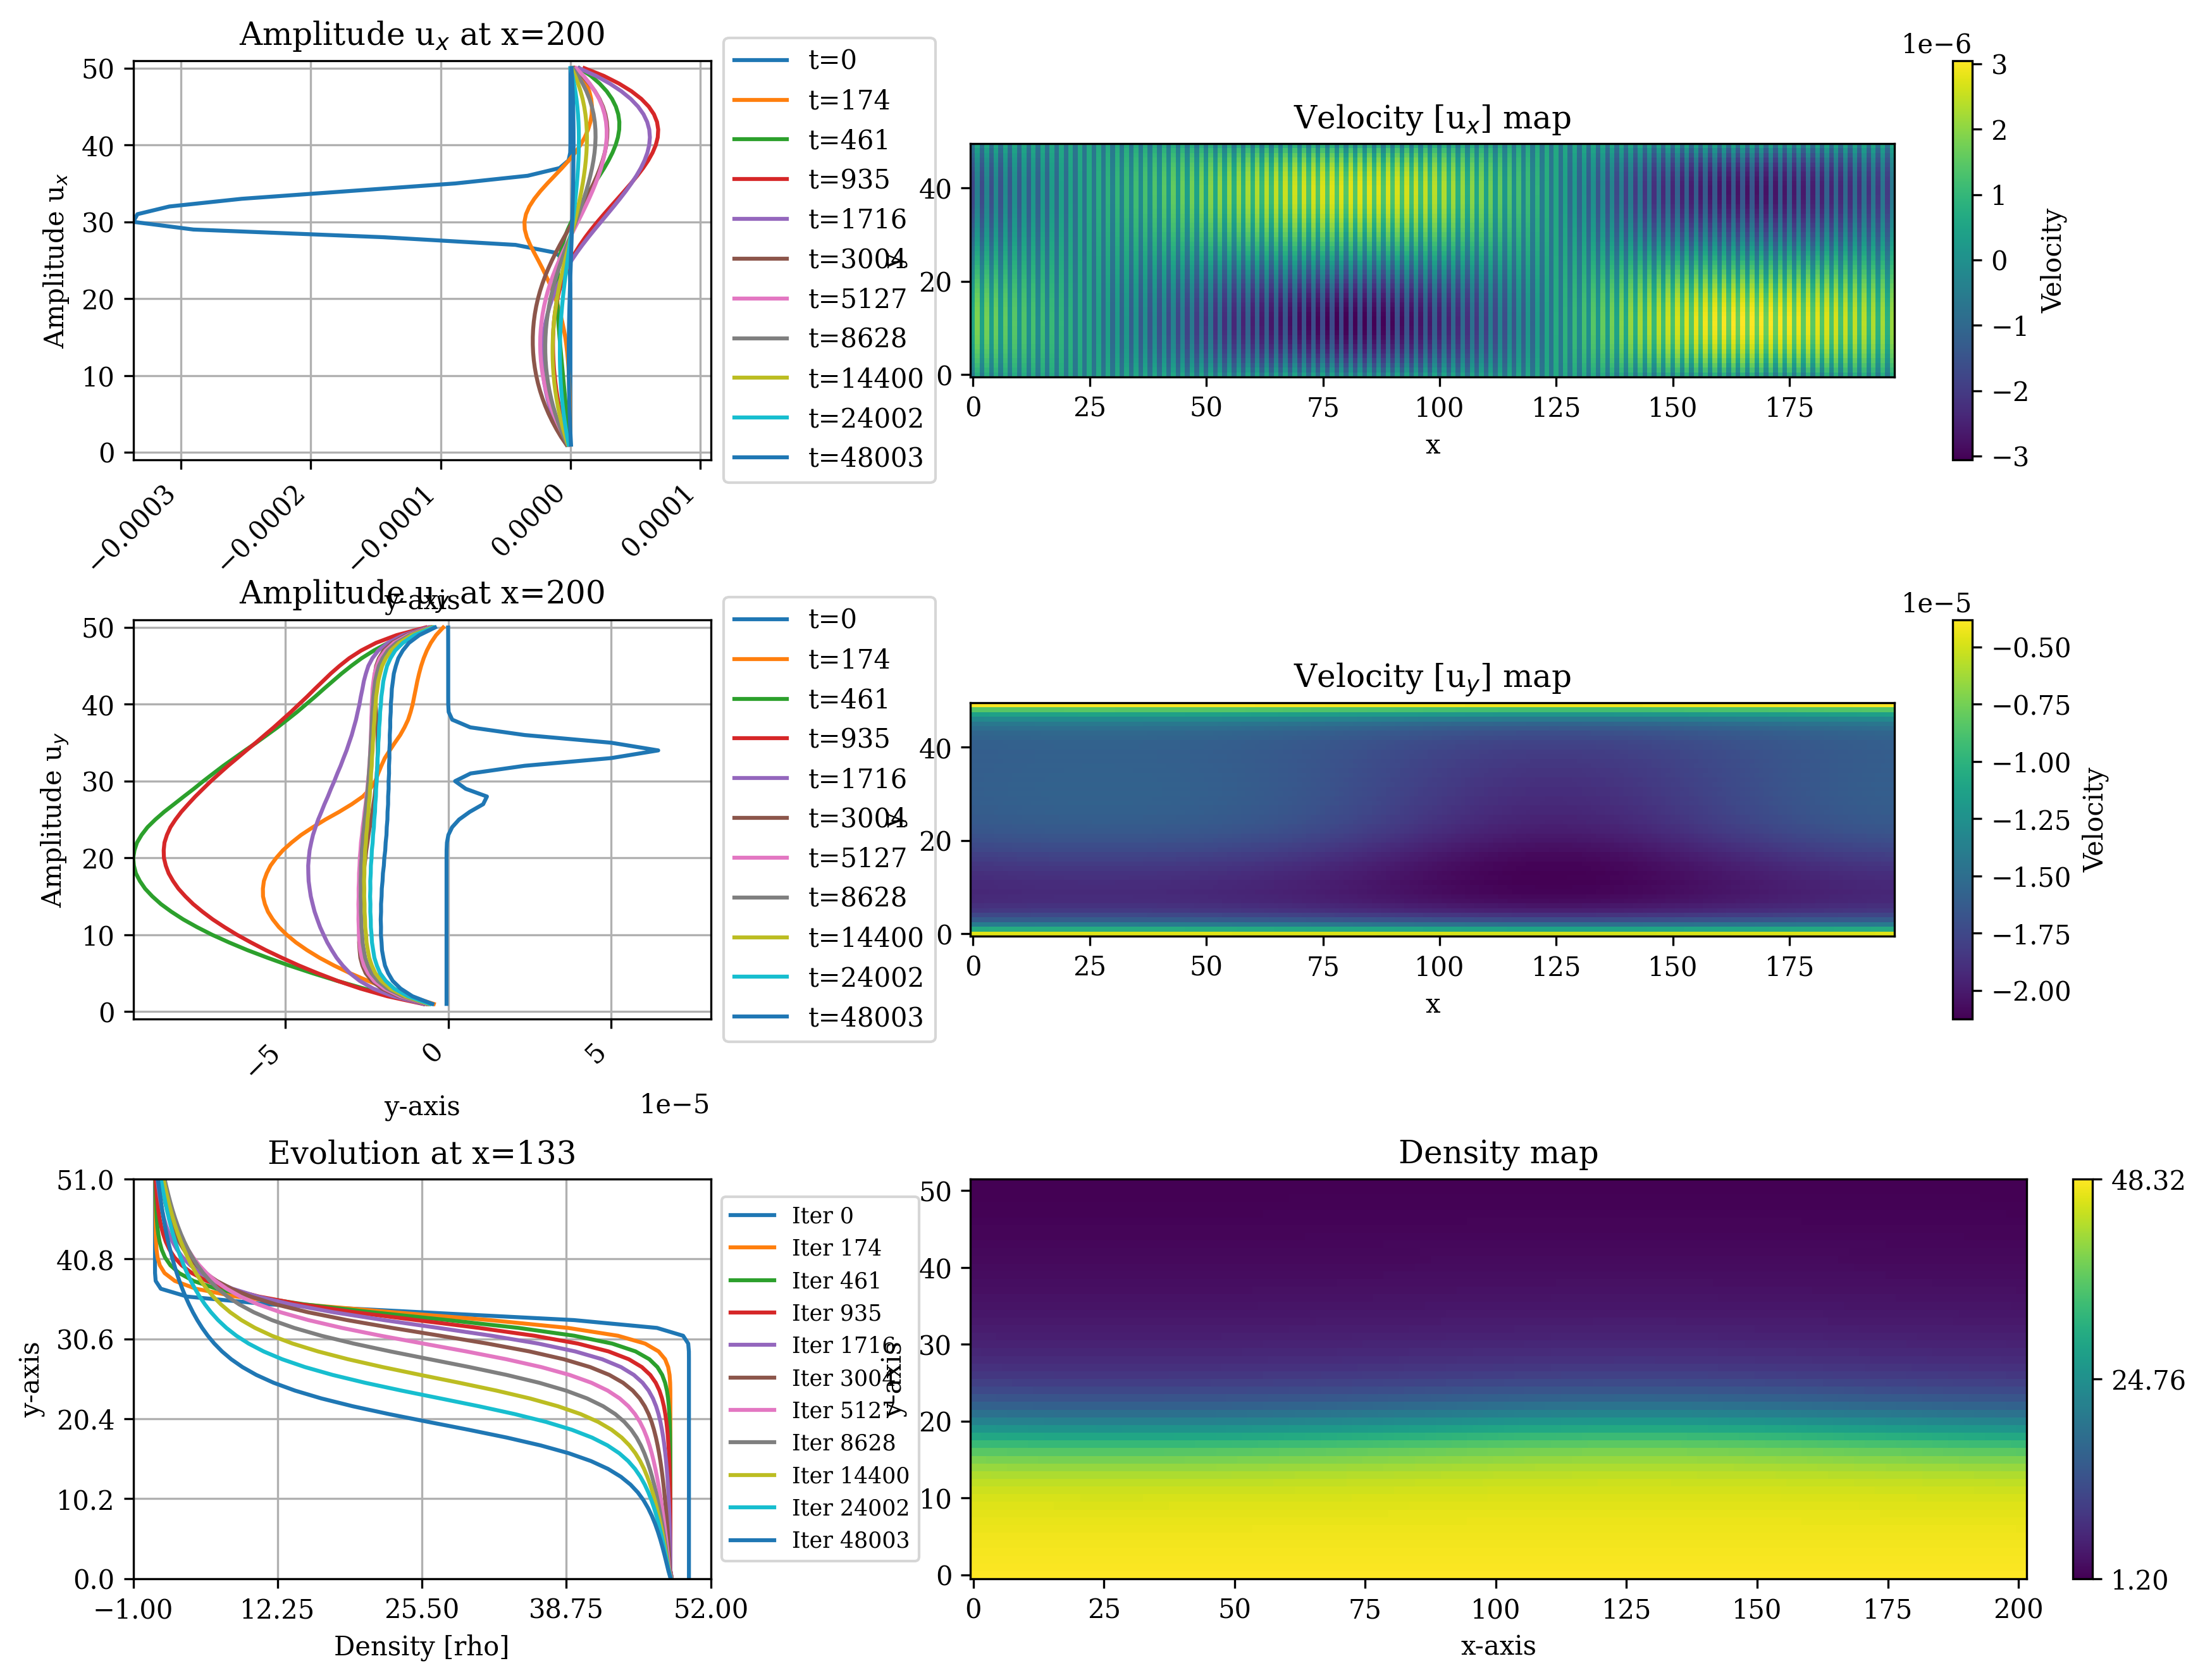 Amplitude uₓ at x=200
50
40
30
20
10
0
Amplitude uₓ
−0.0003
−0.0002
−0.0001
0.0000
0.0001
y-axis
t=0
t=174
t=461
t=935
t=1716
t=3004
t=5127
t=8628
t=14400
t=24002
t=48003
Velocity [uₓ] map
40
20
0
y
0
25
50
75
100
125
150
175
x
1e−6
3
2
1
0
−1
−2
−3
Velocity
Amplitude u_y at x=200
50
40
30
20
10
0
Amplitude u_y
−5
0
5
1e−5
y-axis
t=0
t=174
t=461
t=935
t=1716
t=3004
t=5127
t=8628
t=14400
t=24002
t=48003
Velocity [u_y] map
40
20
0
y
0
25
50
75
100
125
150
175
x
1e−5
−0.50
−0.75
−1.00
−1.25
−1.50
−1.75
−2.00
Velocity
Evolution at x=133
51.0
40.8
30.6
20.4
10.2
0.0
y-axis
−1.00
12.25
25.50
38.75
52.00
Density [rho]
Iter 0
Iter 174
Iter 461
Iter 935
Iter 1716
Iter 3004
Iter 5127
Iter 8628
Iter 14400
Iter 24002
Iter 48003
Density map
50
40
30
20
10
0
y-axis
0
25
50
75
100
125
150
175
200
x-axis
48.32
24.76
1.20